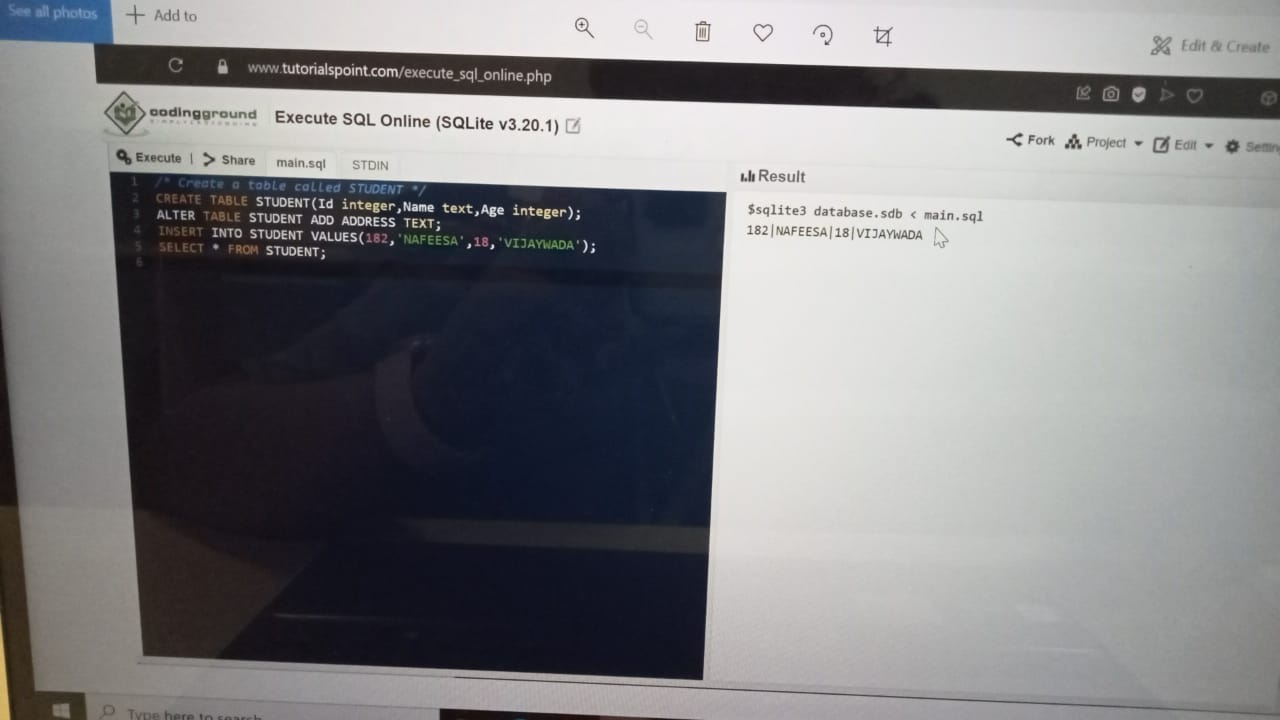 See all photos
Add to
Edit & Create
www.tutorialspoint.com/execute_sql_online.php
codingground
SIMPLYEASYCODING
Execute SQL Online (SQLite v3.20.1)
Fork
Project
Edit
Execute | Share main.sql STDIN
1 /* Create a table called STUDENT */
2 CREATE TABLE STUDENT(Id integer,Name text,Age integer);
3 ALTER TABLE STUDENT ADD ADDRESS TEXT;
4 INSERT INTO STUDENT VALUES(182,'NAFEESA',18,'VIJAYWADA');
5 SELECT * FROM STUDENT;
6
Result
$sqlite3 database.sdb < main.sql
182|NAFEESA|18|VIJAYWADA
Type here to search